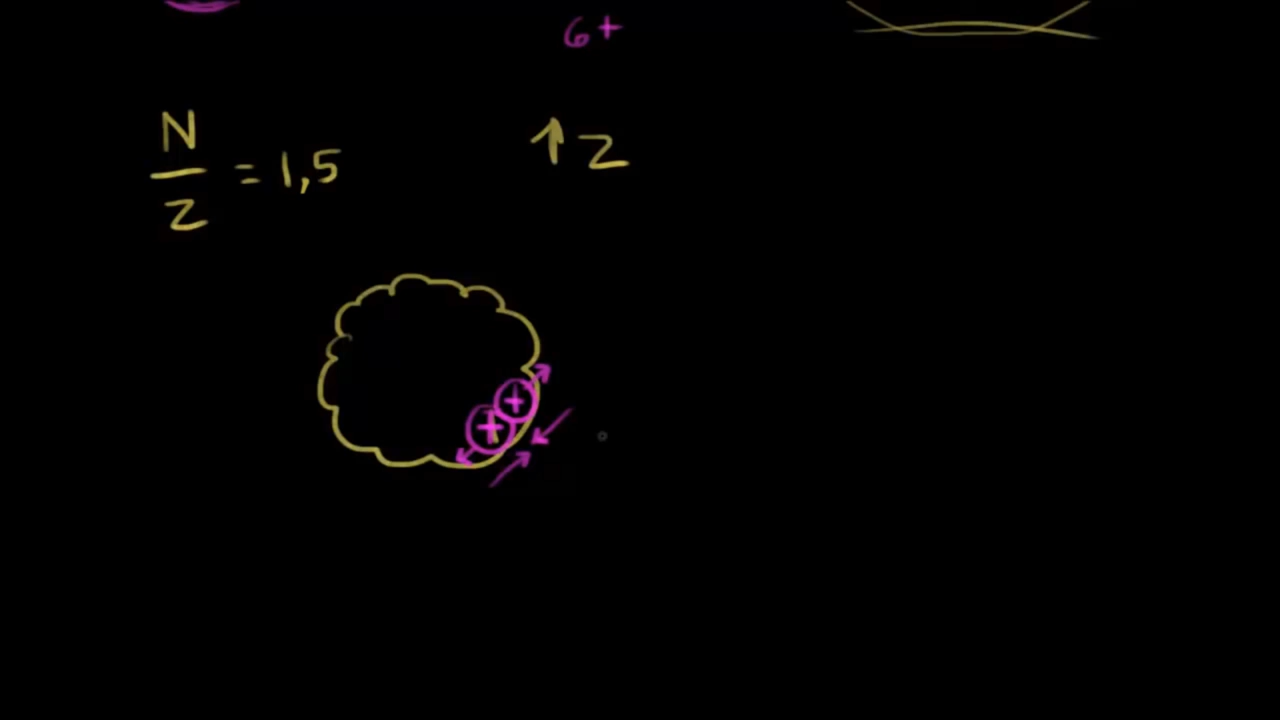 6+
N/Z = 1,5
↑ Z
+
+